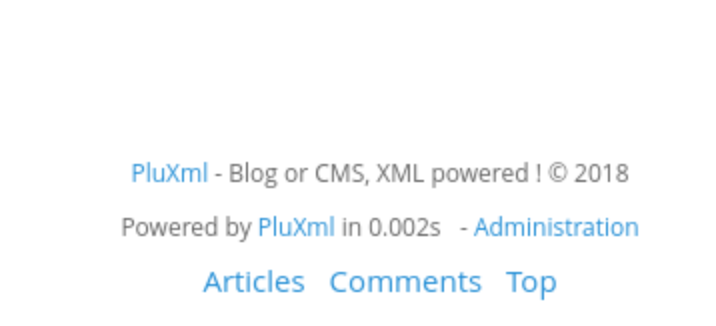 PluXml - Blog or CMS, XML powered ! © 2018
Powered by PluXml in 0.002s - Administration
Articles Comments Top